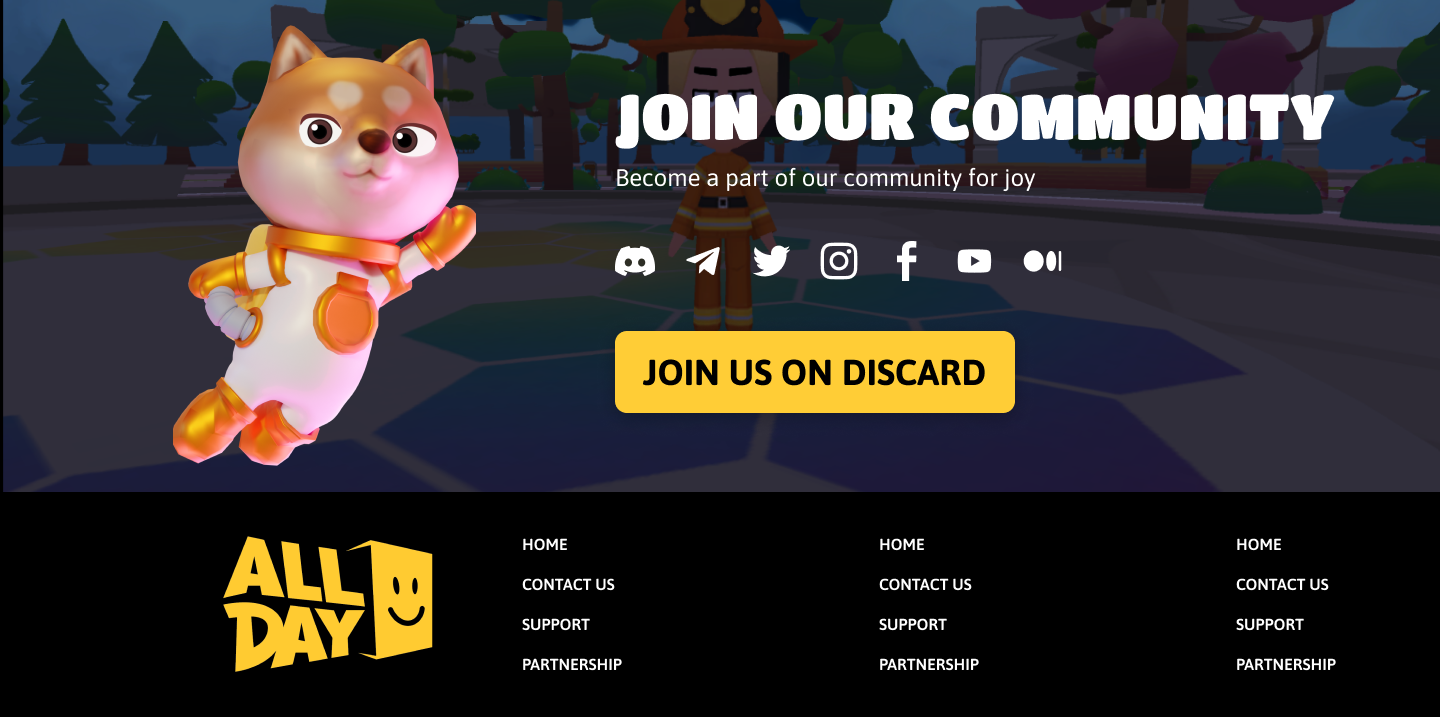 JOIN OUR COMMUNITY
Become a part of our community for joy
JOIN US ON DISCARD
ALL
DAY
HOME
CONTACT US
SUPPORT
PARTNERSHIP
HOME
CONTACT US
SUPPORT
PARTNERSHIP
HOME
CONTACT US
SUPPORT
PARTNERSHIP